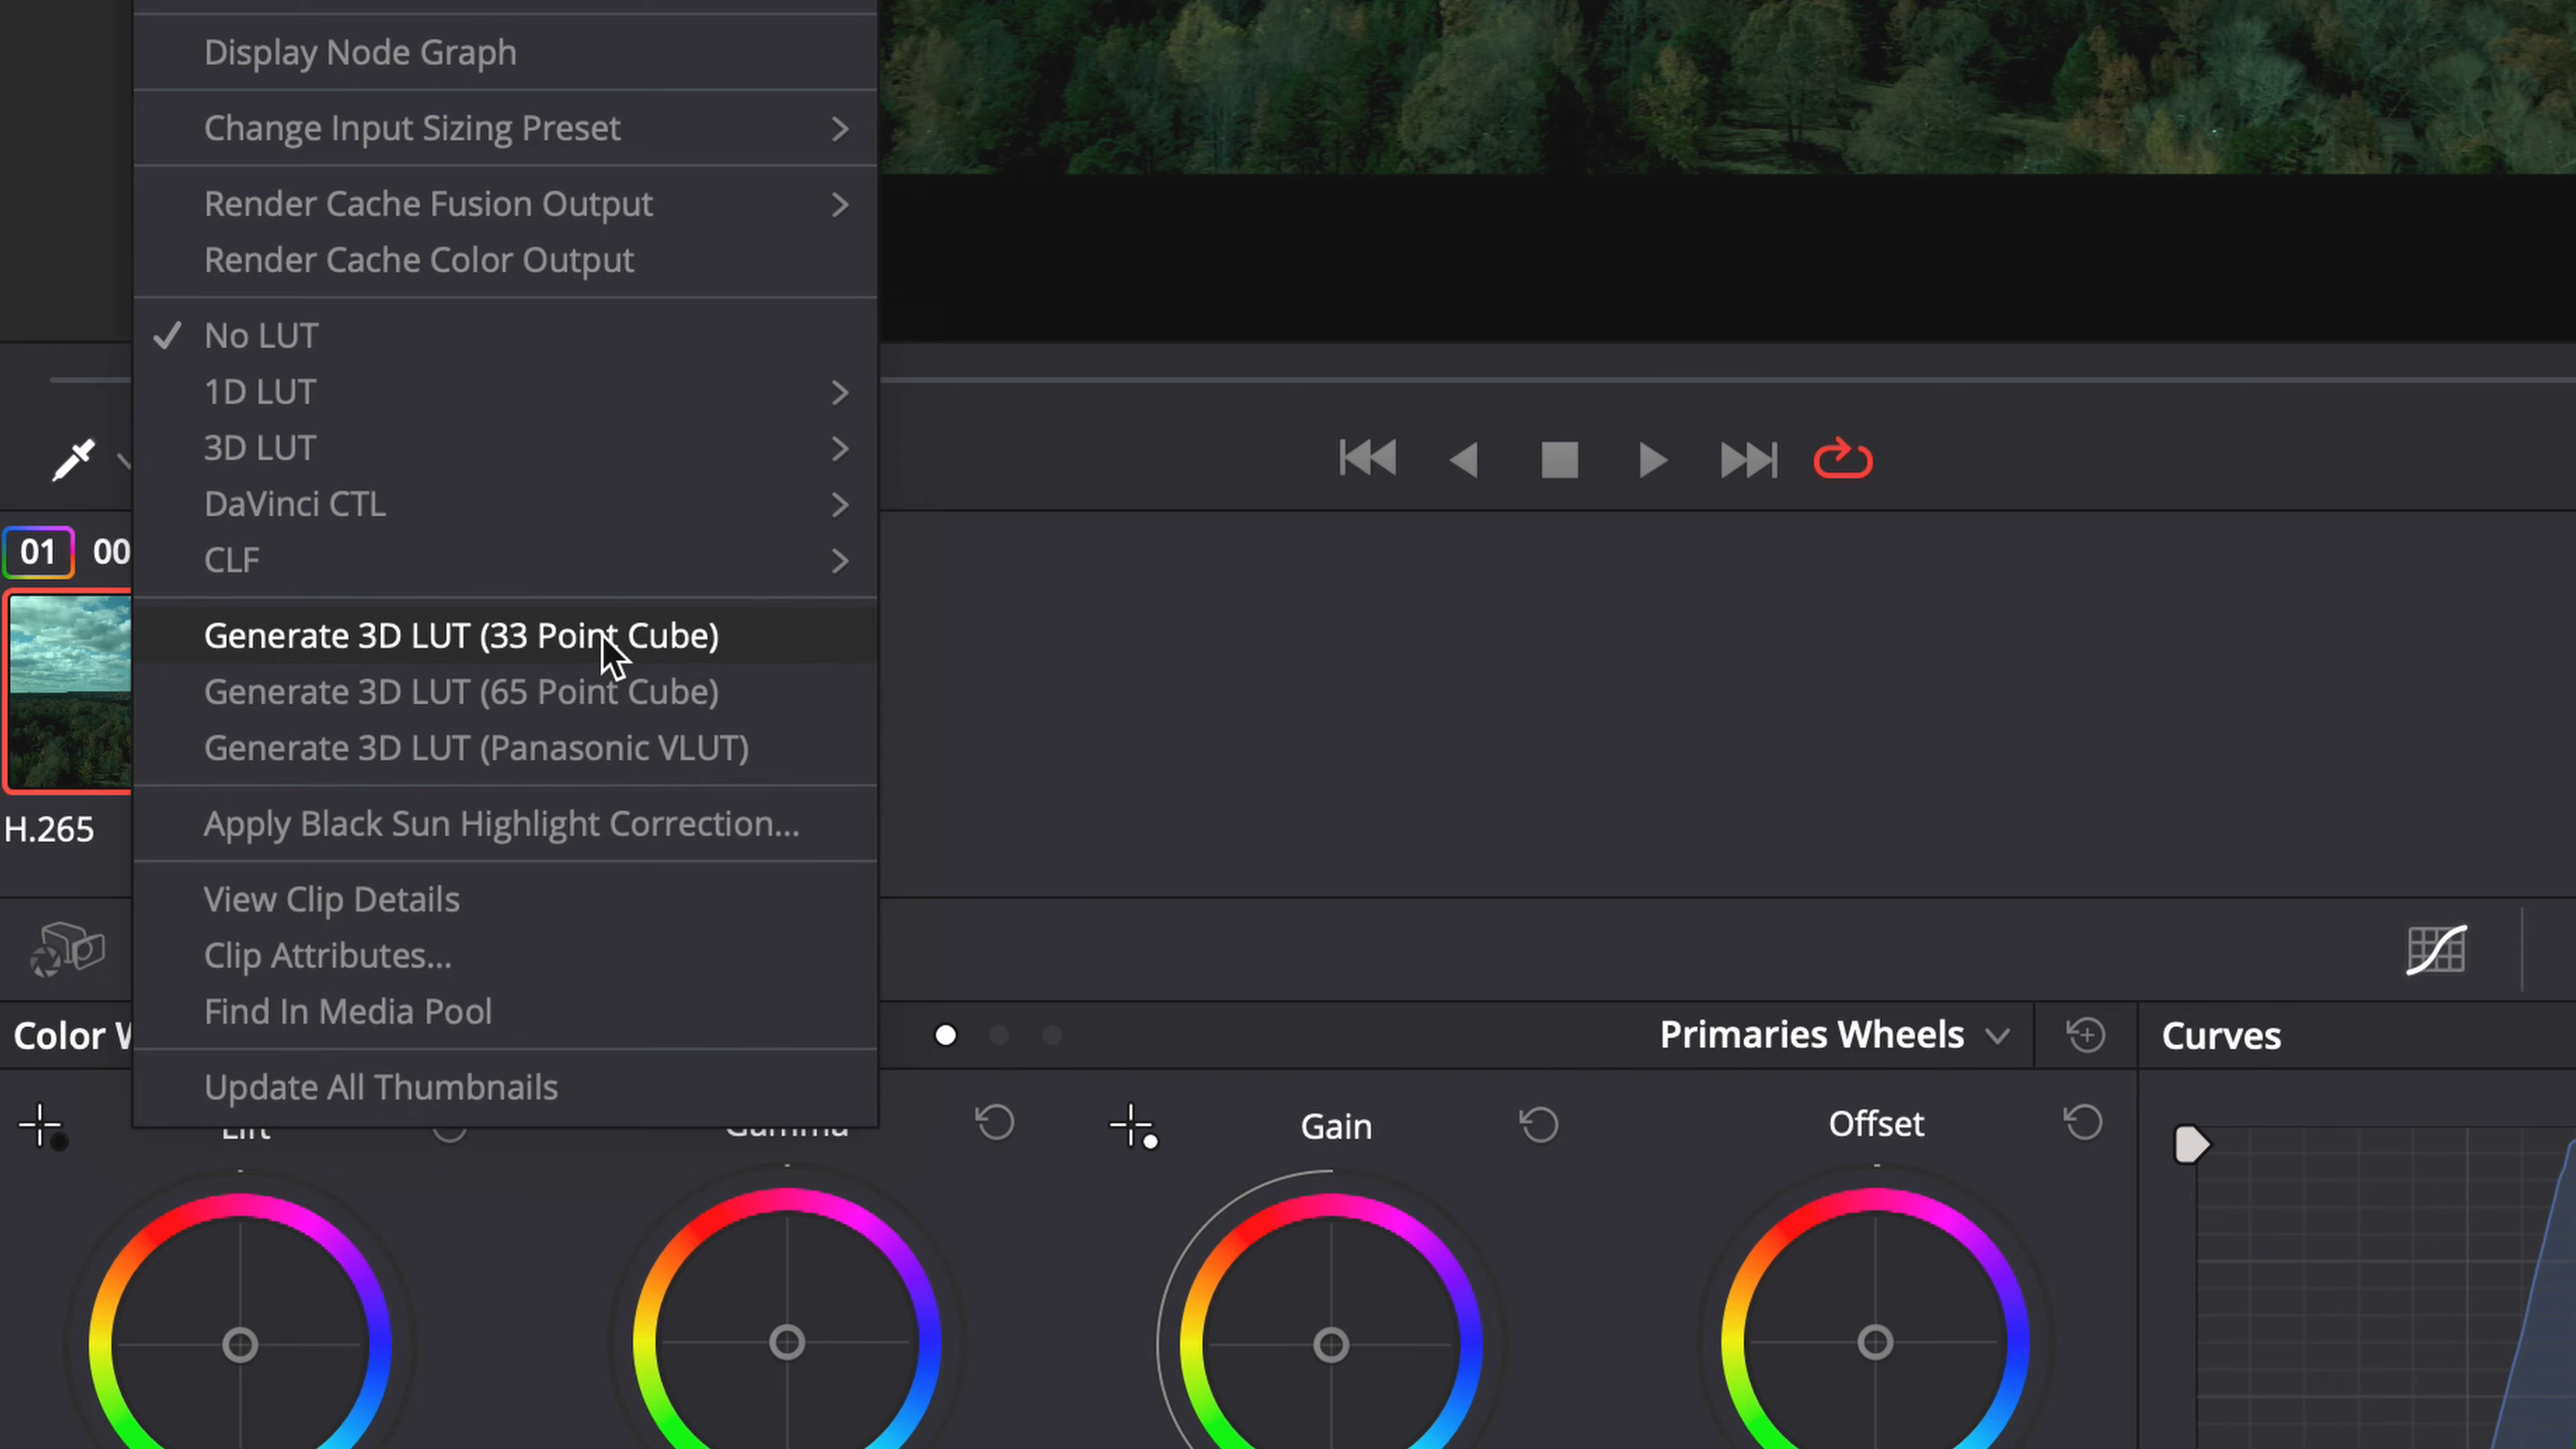 Display Node Graph
Change Input Sizing Preset
Render Cache Fusion Output
Render Cache Color Output
No LUT
1D LUT
3D LUT
DaVinci CTL
CLF
01 00
Generate 3D LUT (33 Point Cube)
Generate 3D LUT (65 Point Cube)
Generate 3D LUT (Panasonic VLUT)
H.265
Apply Black Sun Highlight Correction...
View Clip Details
Clip Attributes...
Find In Media Pool
Color W
Primaries Wheels
Curves
Update All Thumbnails
Lift
Gamma
Gain
Offset